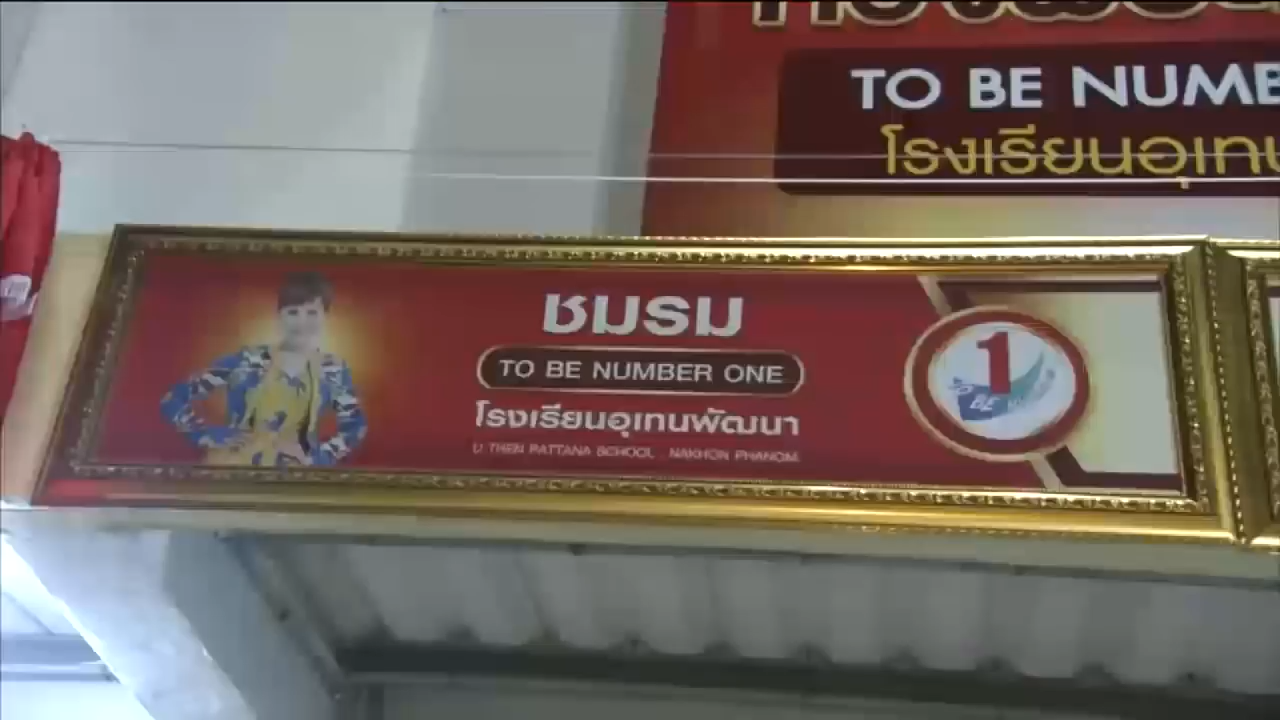 TO BE NUMB
โรงเรียนอุเทน
ชมรม
TO BE NUMBER ONE
โรงเรียนอุเทนพัฒนา
U THEN PATTANA SCHOOL NAKHON PHANOM
1
TO BE